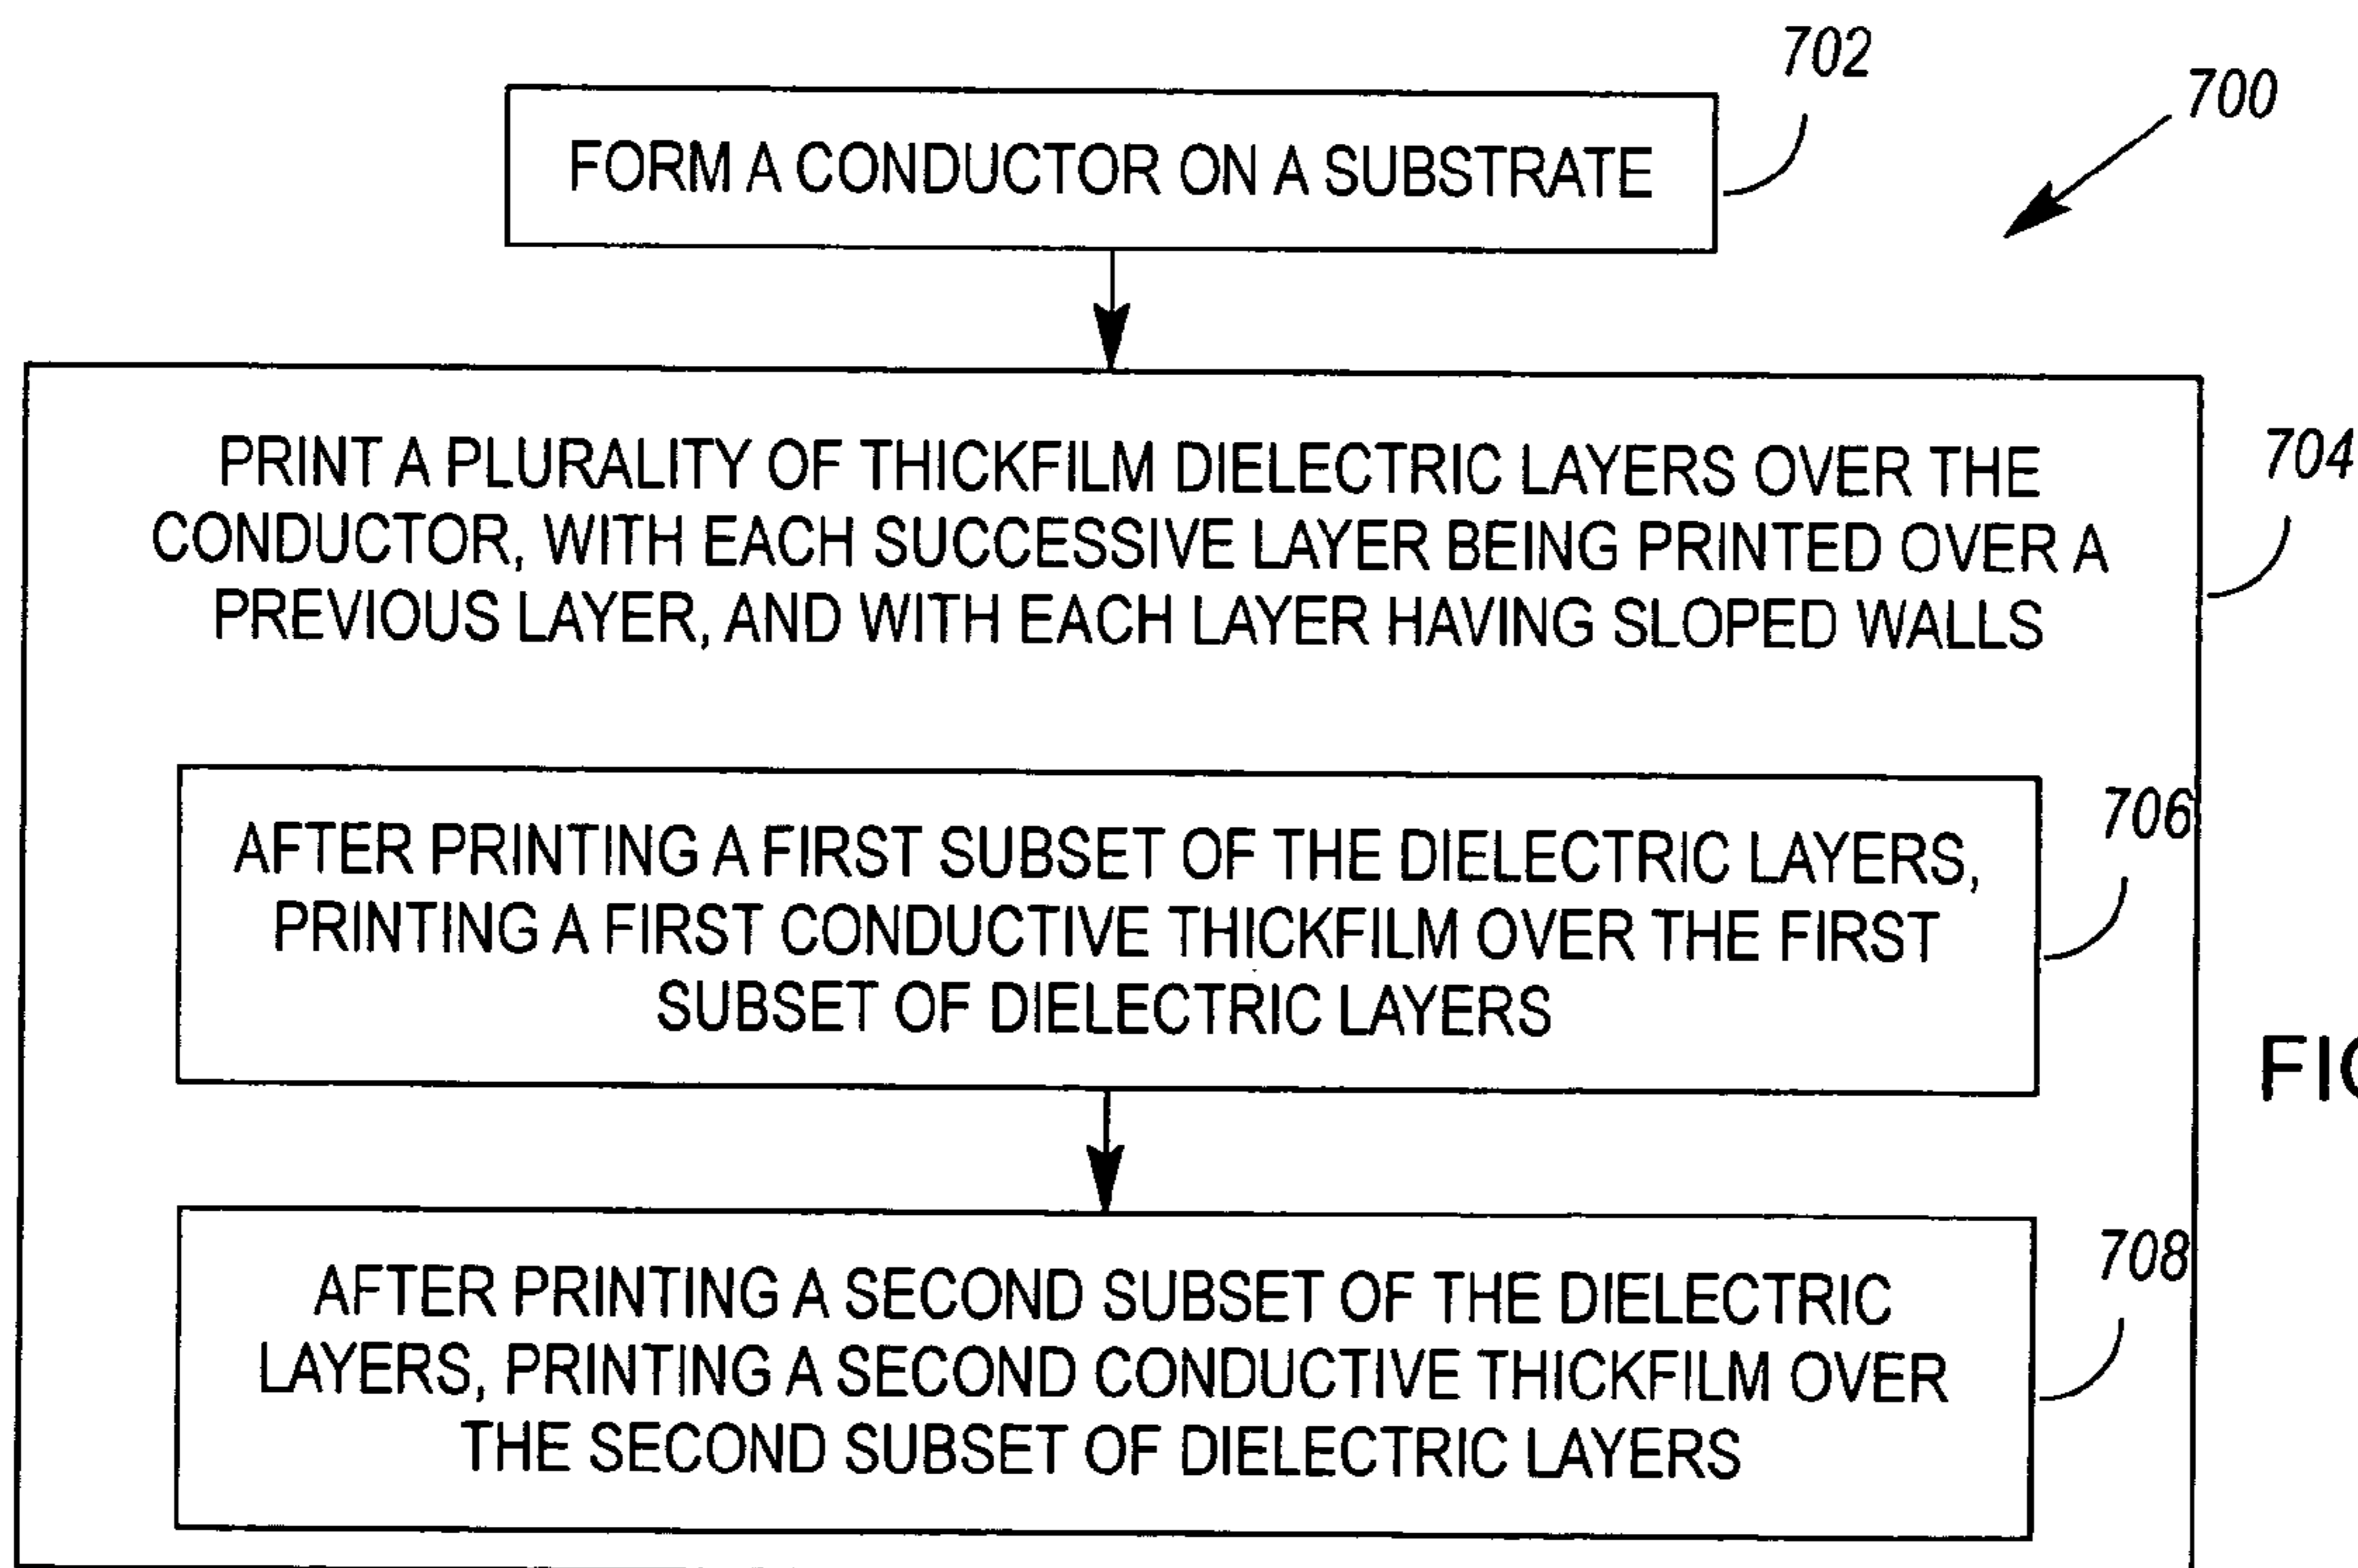 702
700
FORM A CONDUCTOR ON A SUBSTRATE
704
PRINT A PLURALITY OF THICKFILM DIELECTRIC LAYERS OVER THE
CONDUCTOR, WITH EACH SUCCESSIVE LAYER BEING PRINTED OVER A
PREVIOUS LAYER, AND WITH EACH LAYER HAVING SLOPED WALLS
706
AFTER PRINTING A FIRST SUBSET OF THE DIELECTRIC LAYERS,
PRINTING A FIRST CONDUCTIVE THICKFILM OVER THE FIRST
SUBSET OF DIELECTRIC LAYERS
708
AFTER PRINTING A SECOND SUBSET OF THE DIELECTRIC
LAYERS, PRINTING A SECOND CONDUCTIVE THICKFILM OVER
THE SECOND SUBSET OF DIELECTRIC LAYERS